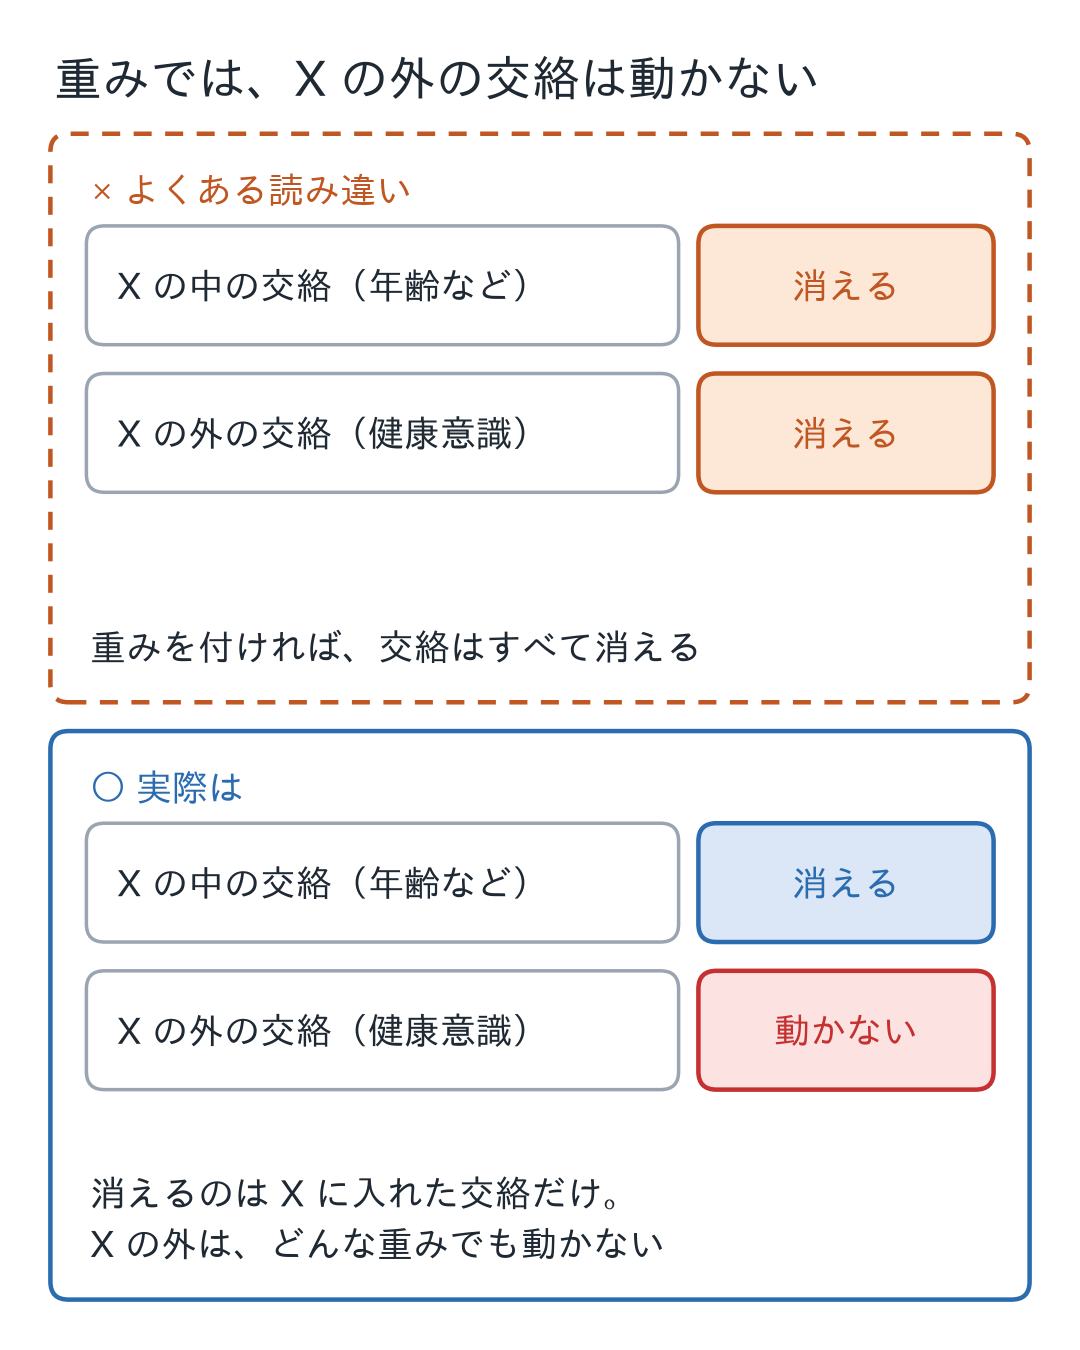 重みでは、X の外の交絡は動かない
× よくある読み違い
X の中の交絡（年齢など）
消える
X の外の交絡（健康意識）
消える
重みを付ければ、交絡はすべて消える
○ 実際は
X の中の交絡（年齢など）
消える
X の外の交絡（健康意識）
動かない
消えるのは X に入れた交絡だけ。
X の外は、どんな重みでも動かない